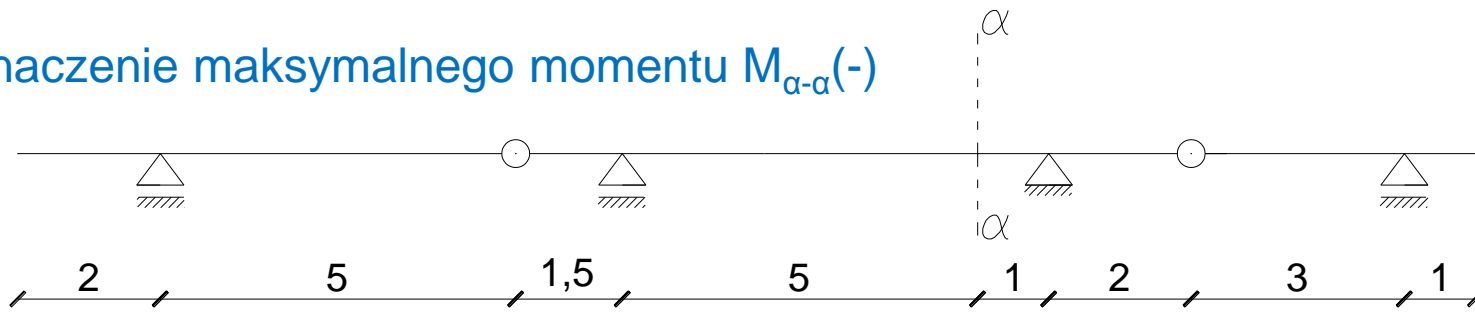 α
naczenie maksymalnego momentu Mα-α(-)
α
2 5 1,5 5 1 2 3 1